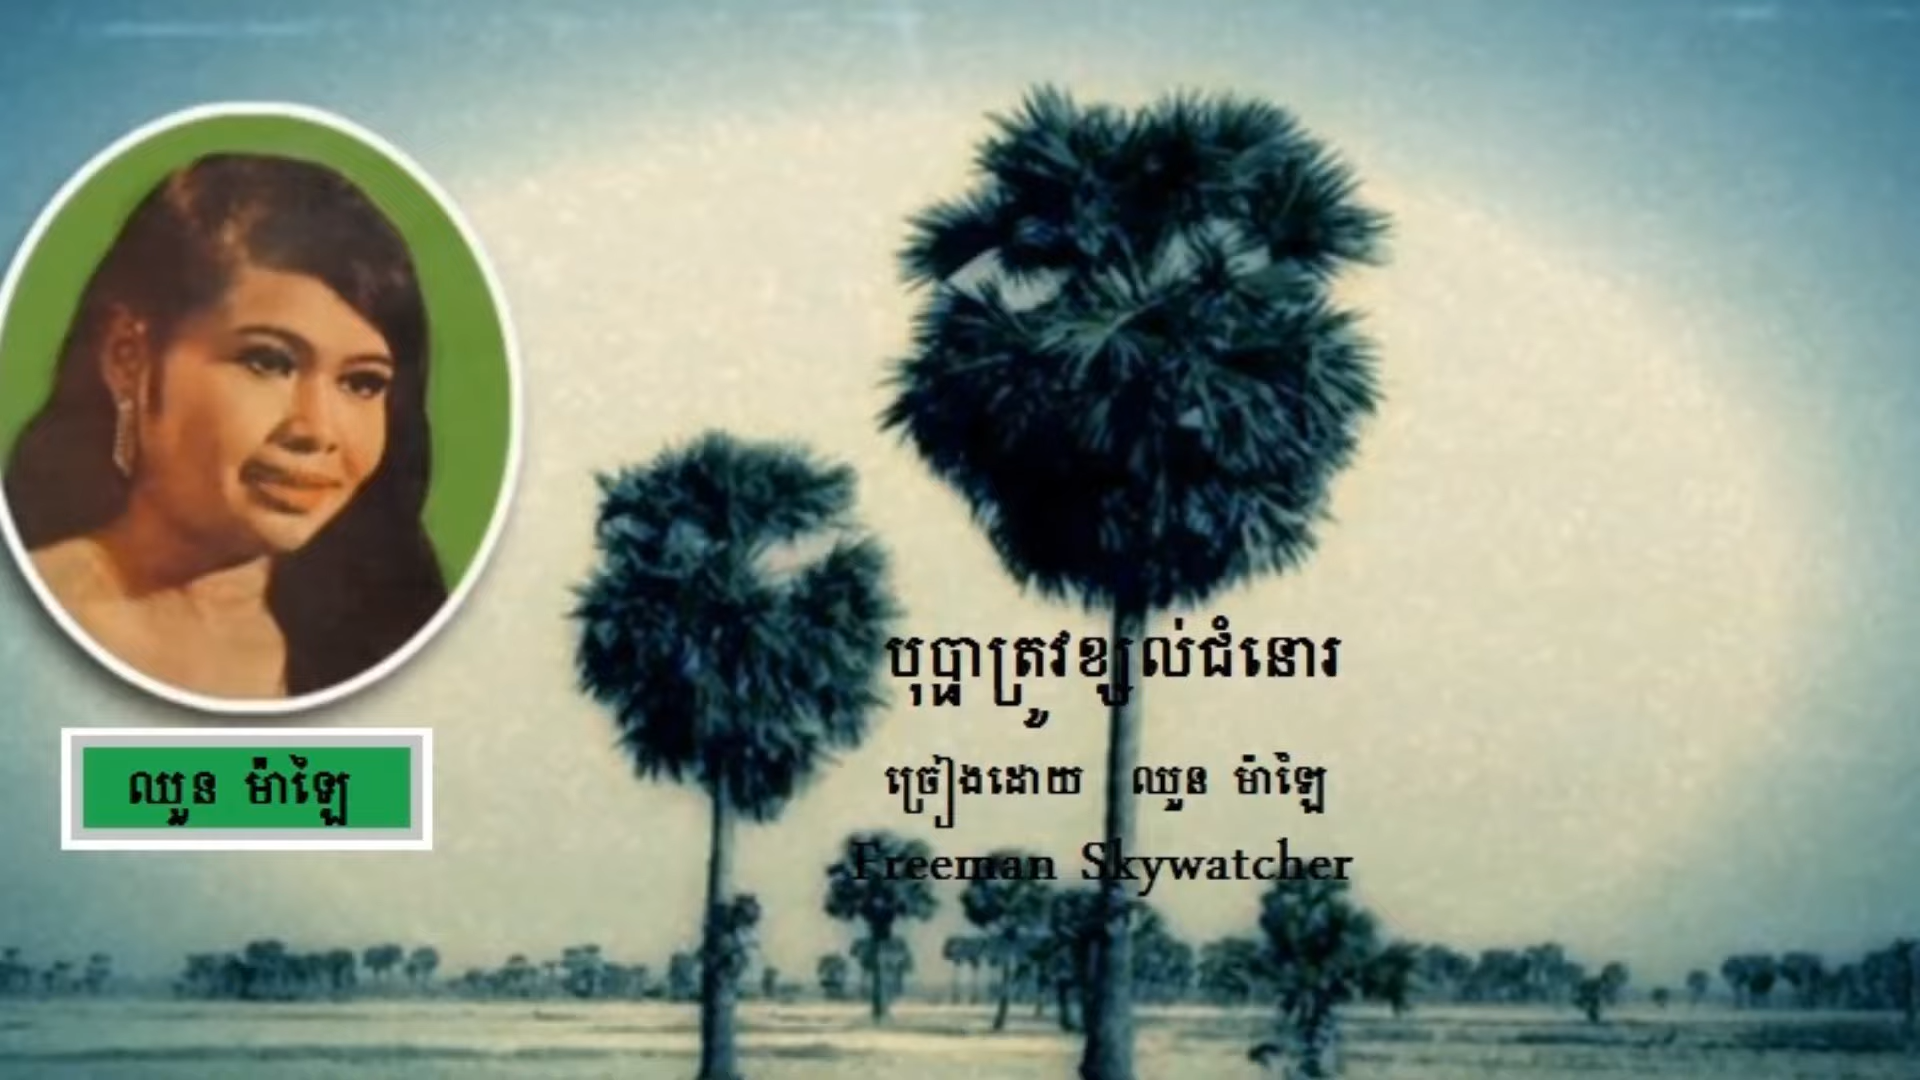 ឈួន ម៉ាឡៃ
បុប្ផាត្រូវខ្យល់ជំនោរ
ច្រៀងដោយ ឈួន ម៉ាឡៃ
Freeman Skywatcher